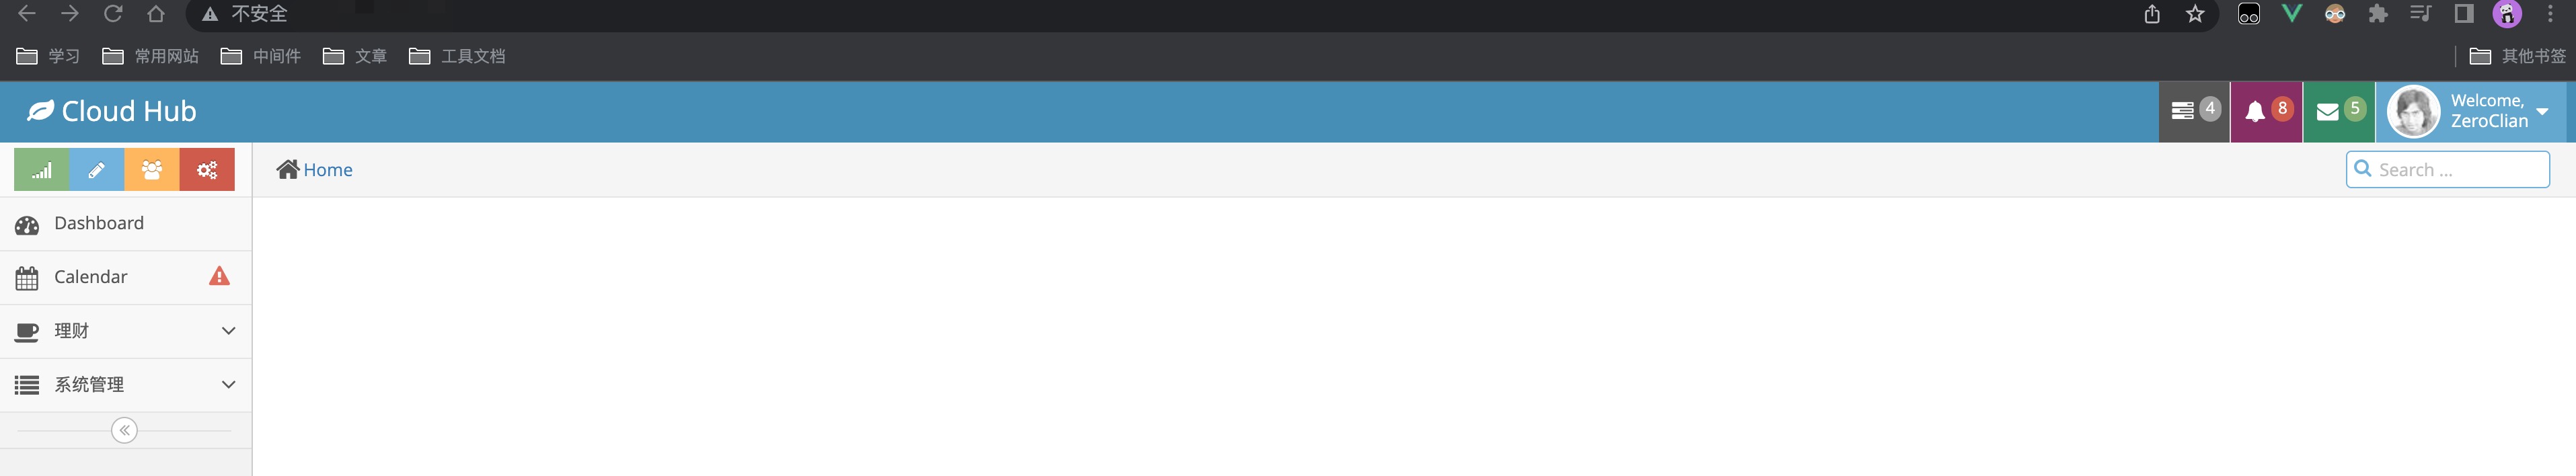 不安全
学习 常用网站 中间件 文章 工具文档 其他书签
Cloud Hub 4 8 5 Welcome,
ZeroClian
Home Search ...
Dashboard
Calendar
理财
系统管理